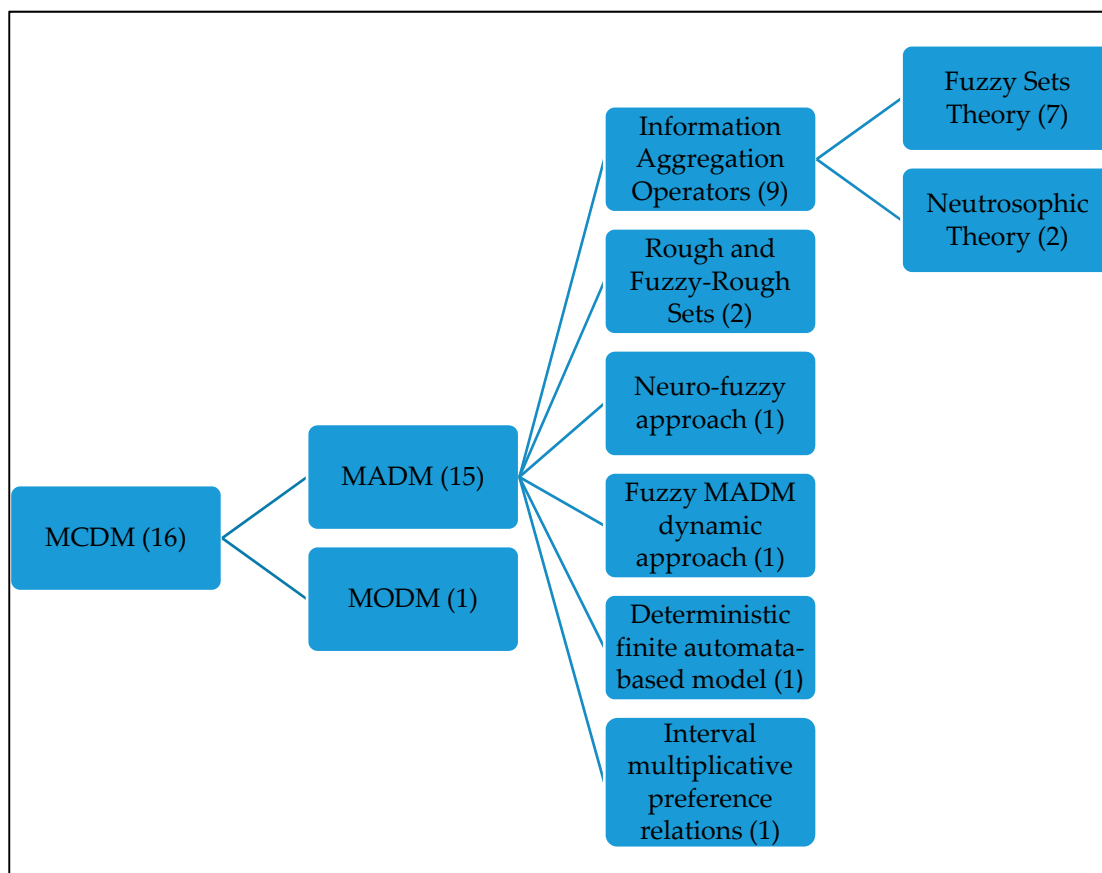 MCDM (16)
MADM (15)
MODM (1)
Information
Aggregation
Operators (9)
Rough and
Fuzzy-Rough
Sets (2)
Neuro-fuzzy
approach (1)
Fuzzy MADM
dynamic
approach (1)
Deterministic
finite automata-
based model (1)
Interval
multiplicative
preference
relations (1)
Fuzzy Sets
Theory (7)
Neutrosophic
Theory (2)